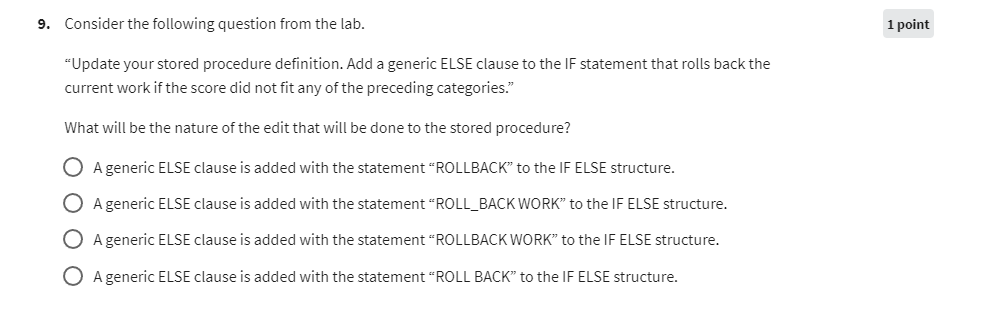 9. Consider the following question from the lab.
1 point
“Update your stored procedure definition. Add a generic ELSE clause to the IF statement that rolls back the
current work if the score did not fit any of the preceding categories.”
What will be the nature of the edit that will be done to the stored procedure?
A generic ELSE clause is added with the statement “ROLLBACK” to the IF ELSE structure.
A generic ELSE clause is added with the statement “ROLL_BACK WORK” to the IF ELSE structure.
A generic ELSE clause is added with the statement “ROLLBACK WORK” to the IF ELSE structure.
A generic ELSE clause is added with the statement “ROLL BACK” to the IF ELSE structure.